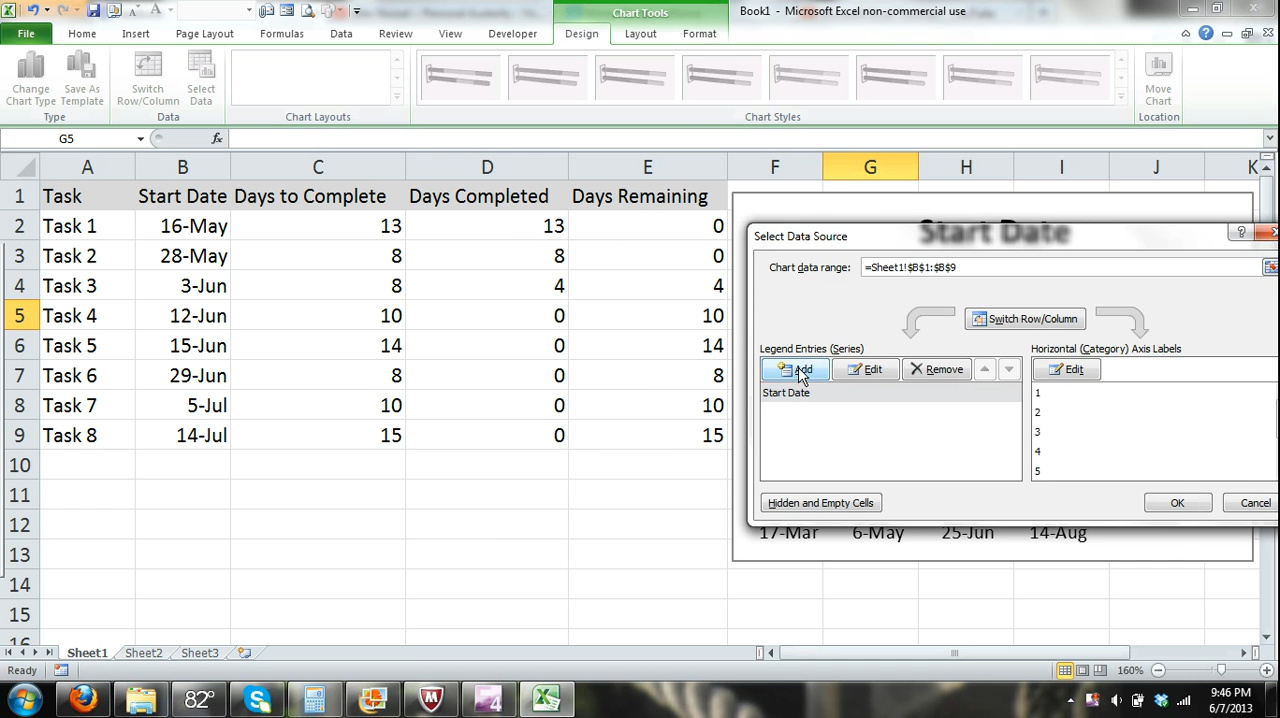 Chart Tools
Book1 - Microsoft Excel non-commercial use
File Home Insert Page Layout Formulas Data Review View Developer Design Layout Format
Change Chart Type
Save As Template
Switch Row/Column
Select Data
Move Chart
Type Data Chart Layouts Chart Styles Location
G5 fx
A B C D E F G H I J K
1 Task Start Date Days to Complete Days Completed Days Remaining
2 Task 1 16-May 13 13 0
3 Task 2 28-May 8 8 0
4 Task 3 3-Jun 8 4 4
5 Task 4 12-Jun 10 0 10
6 Task 5 15-Jun 14 0 14
7 Task 6 29-Jun 8 0 8
8 Task 7 5-Jul 10 0 10
9 Task 8 14-Jul 15 0 15
10
11
12
13
14
15
16
Start Date
Select Data Source
Chart data range: =Sheet1!$B$1:$B$9
Switch Row/Column
Legend Entries (Series) Horizontal (Category) Axis Labels
Add Edit Remove Edit
Start Date
1
2
3
4
5
Hidden and Empty Cells OK Cancel
17-Mar 6-May 25-Jun 14-Aug
Sheet1 Sheet2 Sheet3
Ready 160%
82°
9:46 PM
6/7/2013